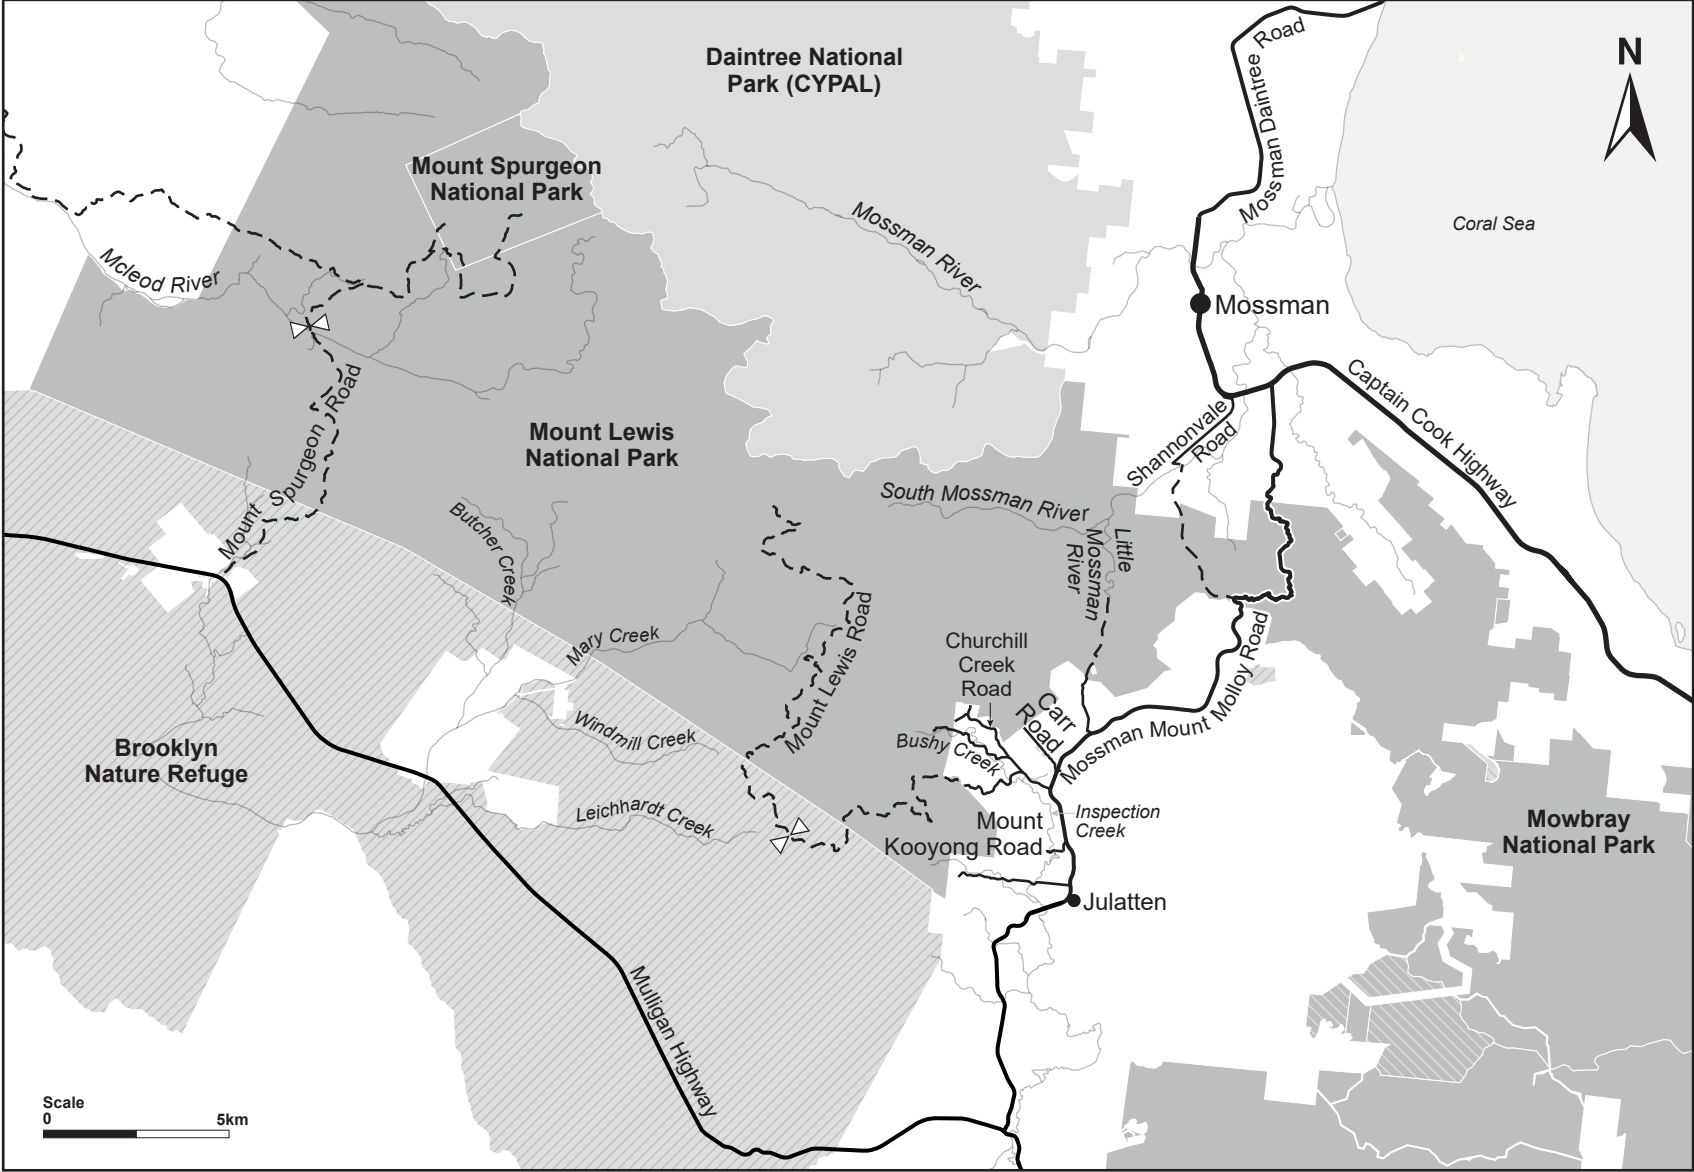 Road
Daintree National
Park (CYPAL)
N
Mossman Daintree
Mount Spurgeon
National Park
Mossman River
Coral Sea
Mcleod River
Mossman
Captain Cook Highway
Road
Mount Spurgeon
Shannonvale
Road
Mount Lewis
National Park
South Mossman River
Butcher Creek
Little
Mossman
River
Mary Creek
Mount Lewis Road
Churchill
Creek
Road
Carr
Road
Mossman Mount Molloy Road
Windmill Creek
Bushy Creek
Brooklyn
Nature Refuge
Leichhardt Creek
Inspection
Creek
Mount
Kooyong Road
Mowbray
National Park
Julatten
Mulligan Highway
Scale
0 5km